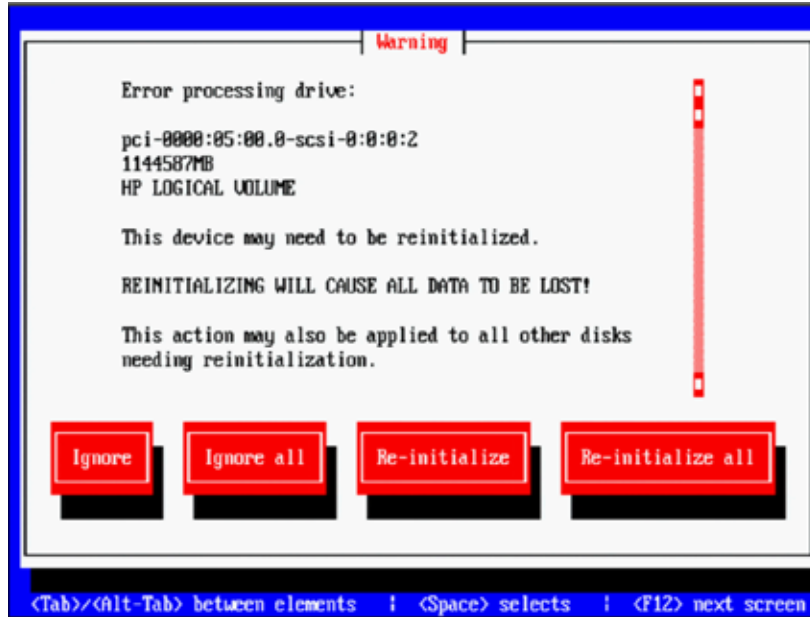 Warning
Error processing drive:
pci-0000:05:00.0-scsi-0:0:0:2
1144587MB
HP LOGICAL VOLUME
This device may need to be reinitialized.
REINITIALIZING WILL CAUSE ALL DATA TO BE LOST!
This action may also be applied to all other disks
needing reinitialization.
Ignore Ignore all Re-initialize Re-initialize all
<Tab>/<Alt-Tab> between elements | <Space> selects | <F12> next screen